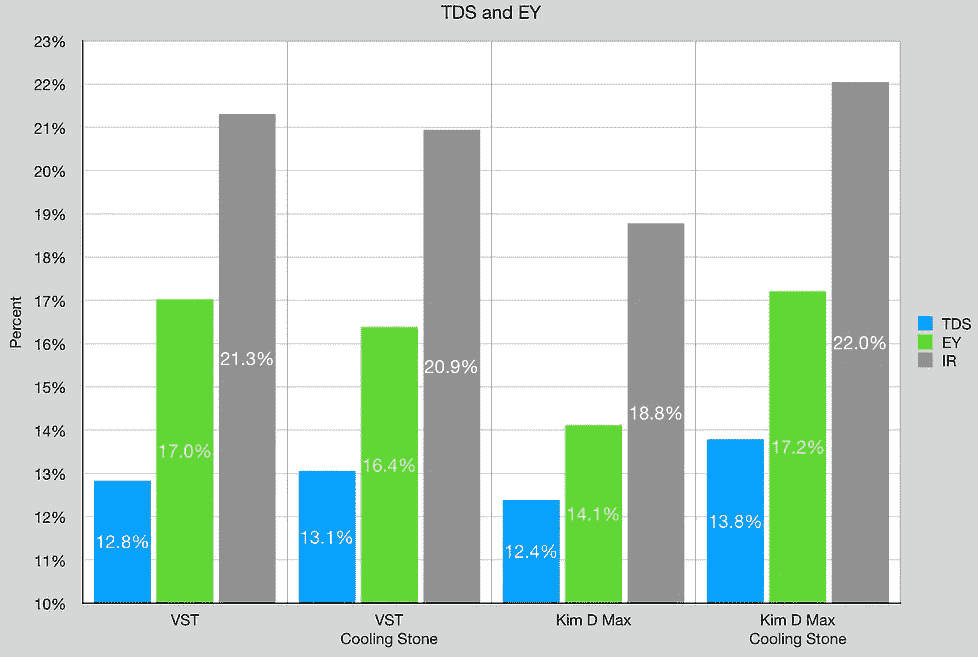 TDS and EY
23%
22%
21%
20%
19%
18%
17%
16%
15%
14%
13%
12%
11%
10%
Percent
12.8%
17.0%
21.3%
13.1%
16.4%
20.9%
12.4%
14.1%
18.8%
13.8%
17.2%
22.0%
VST
VST
Cooling Stone
Kim D Max
Kim D Max
Cooling Stone
TDS
EY
IR